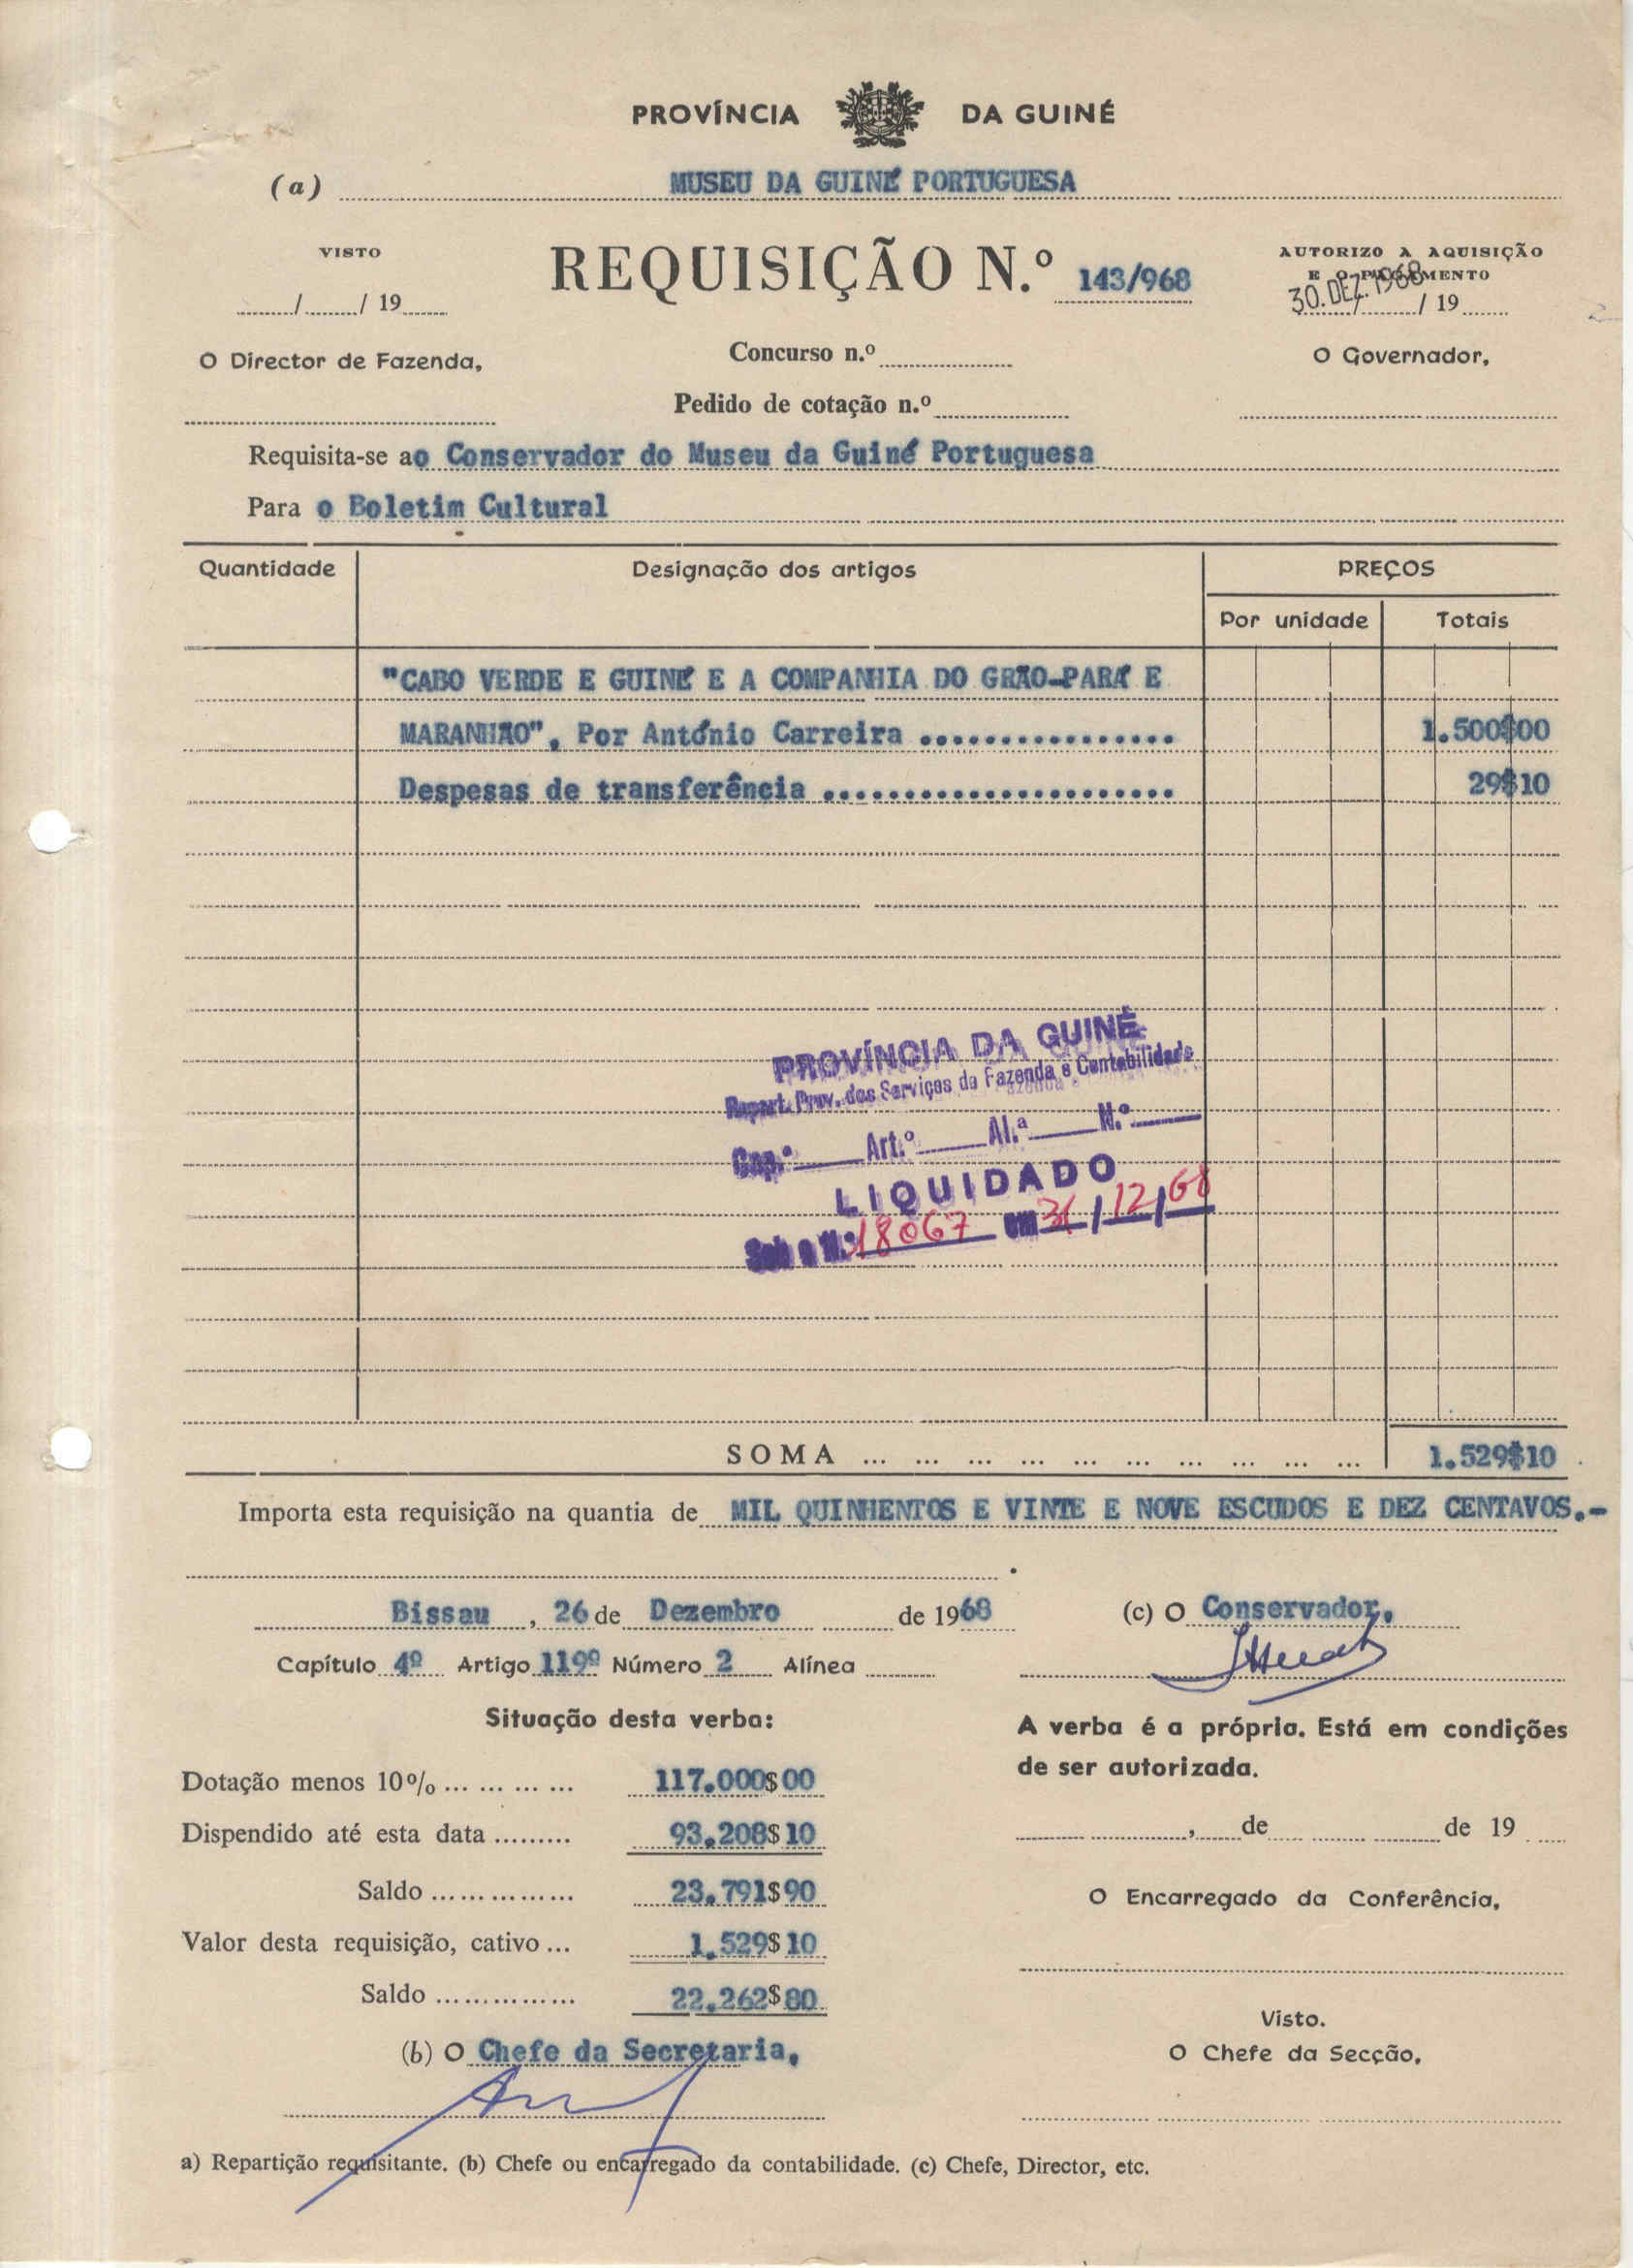 PROVÍNCIA DA GUINÉ
(a) MUSEU DA GUINÉ PORTUGUESA
VISTO
REQUISIÇÃO N.º 143/968
AUTORIZO A AQUISIÇÃO
E O PAGAMENTO
/ / 19
30.DEZ.1968 / / 19
O Director de Fazenda,
Concurso n.º
O Governador,
Pedido de cotação n.º
Requisita-se ao Conservador do Museu da Guiné Portuguesa
Para o Boletim Cultural
Quantidade Designação dos artigos PREÇOS
Por unidade Totais
"CABO VERDE E GUINÉ E A COMPANHIA DO GRÃO-PARÁ E
MARANHÃO", Por António Carreira ................ 1.500$00
Despesas de transferência ...................... 29$10
PROVÍNCIA DA GUINÉ
Repart. Prov. dos Serviços de Fazenda e Contabilidade
Cap.º Art.º Al.ª N.º
LIQUIDADO
Sob o N.º 18067 em 31/12/68
SOMA ... ... ... ... ... ... ... ... ... ... 1.529$10
Importa esta requisição na quantia de MIL QUINHENTOS E VINTE E NOVE ESCUDOS E DEZ CENTAVOS.-
.
Bissau, 26 de Dezembro de 1968
(c) O Conservador,
Capítulo 4º Artigo 119º Número 2 Alínea
Situação desta verba:
A verba é a própria. Está em condições
de ser autorizada.
Dotação menos 10% ... ... ... ... 117.000$00
Dispendido até esta data ......... 93.208$10
, de de 19
Saldo ............... 23.791$90
O Encarregado da Conferência,
Valor desta requisição, cativo ... 1.529$10
Saldo ............... 22.262$80
Visto.
(b) O Chefe da Secretaria,
O Chefe da Secção,
a) Repartição requisitante. (b) Chefe ou encarregado da contabilidade. (c) Chefe, Director, etc.